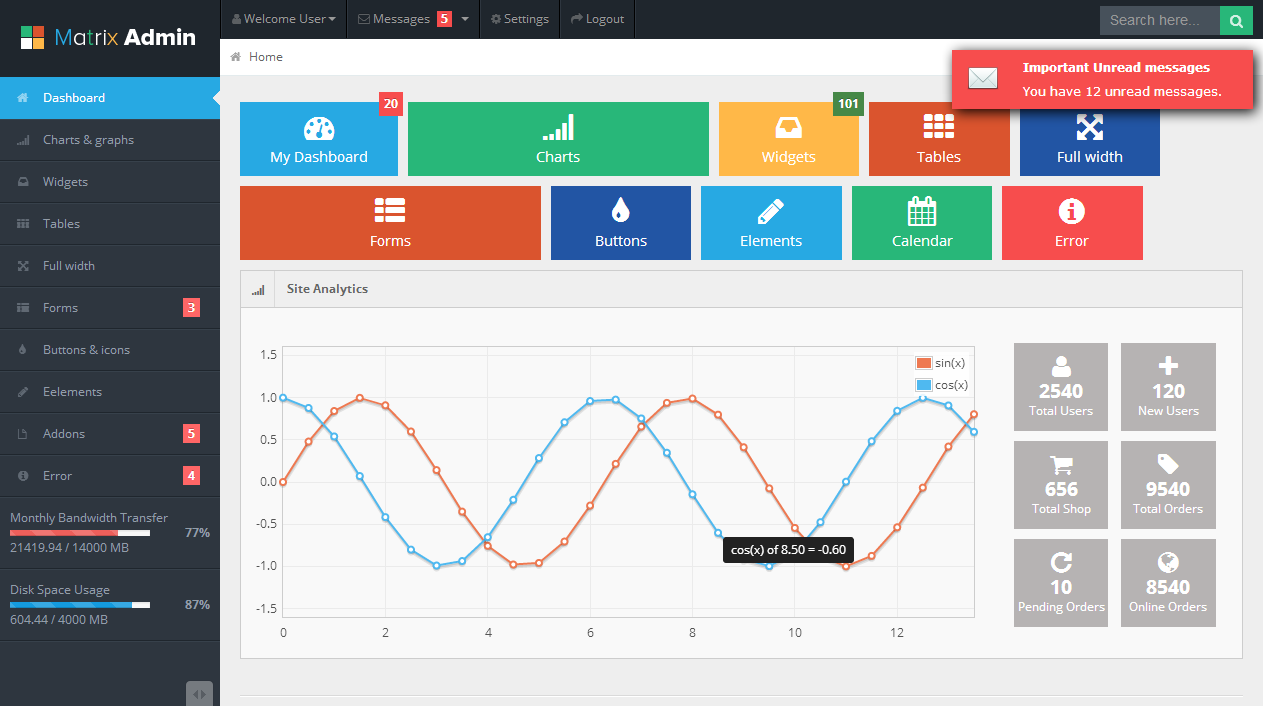 Matrix Admin
Welcome User
Messages 5
Settings
Logout
Search here...
Home
Important Unread messages
You have 12 unread messages.
Dashboard
Charts & graphs
Widgets
Tables
Full width
Forms 3
Buttons & icons
Eelements
Addons 5
Error 4
Monthly Bandwidth Transfer
77%
21419.94 / 14000 MB
Disk Space Usage
87%
604.44 / 4000 MB
20
My Dashboard
Charts
101
Widgets
Tables
Full width
Forms
Buttons
Elements
Calendar
Error
Site Analytics
1.5
1.0
0.5
0.0
-0.5
-1.0
-1.5
0 2 4 6 8 10 12
sin(x)
cos(x)
cos(x) of 8.50 = -0.60
2540
Total Users
120
New Users
656
Total Shop
9540
Total Orders
10
Pending Orders
8540
Online Orders